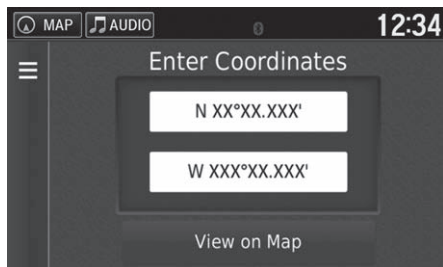 MAP AUDIO 12:34
Enter Coordinates
N XX°XX.XXX'
W XXX°XX.XXX'
View on Map